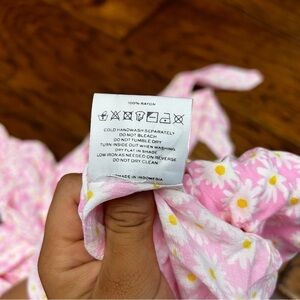 100% RAYON
COLD HANDWASH SEPARATELY
DO NOT BLEACH
DO NOT TUMBLE DRY
TURN INSIDE OUT WHEN WASHING
DRY FLAT IN SHADE
LOW IRON AS NEEDED ON REVERSE
DO NOT DRY CLEAN
MADE IN INDONESIA